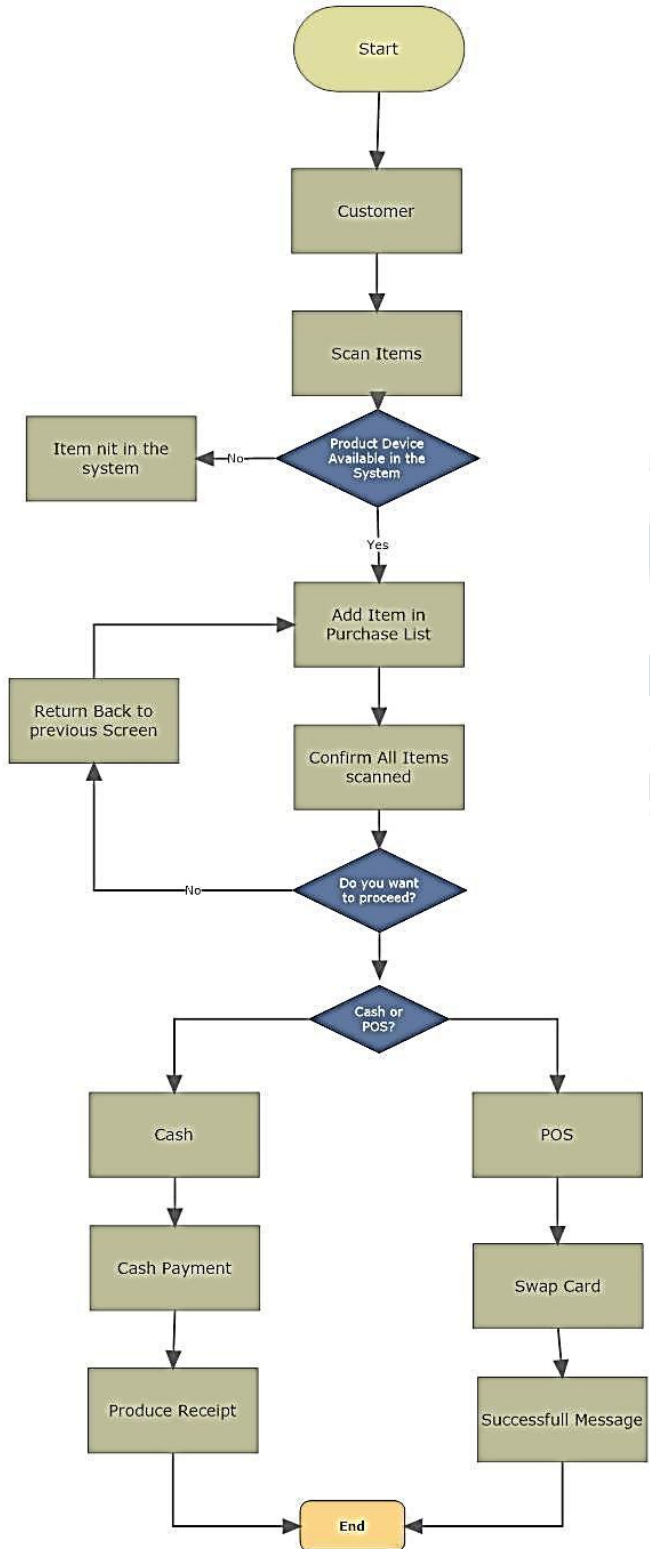 Start
Customer
Scan Items
Product Device
Available in the
System
No
Item nit in the
system
Yes
Add Item in
Purchase List
Return Back to
previous Screen
Confirm All Items
scanned
Do you want
to proceed?
No
Cash or
POS?
Cash
POS
Cash Payment
Swap Card
Produce Receipt
Successfull Message
End